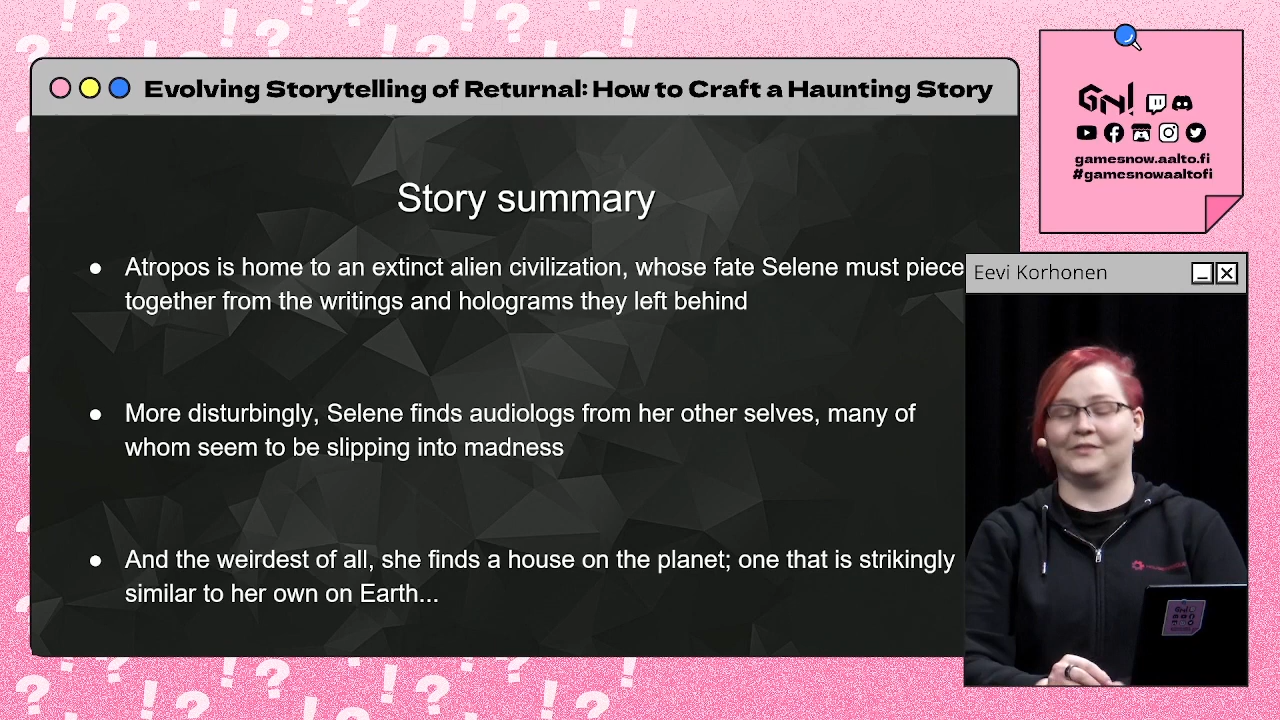 Evolving Storytelling of Returnal: How to Craft a Haunting Story
GN!
gamesnow.aalto.fi
#gamesnowaaltofi
Story summary
● Atropos is home to an extinct alien civilization, whose fate Selene must piece
together from the writings and holograms they left behind
● More disturbingly, Selene finds audiologs from her other selves, many of
whom seem to be slipping into madness
● And the weirdest of all, she finds a house on the planet; one that is strikingly
similar to her own on Earth...
Eevi Korhonen
GN!